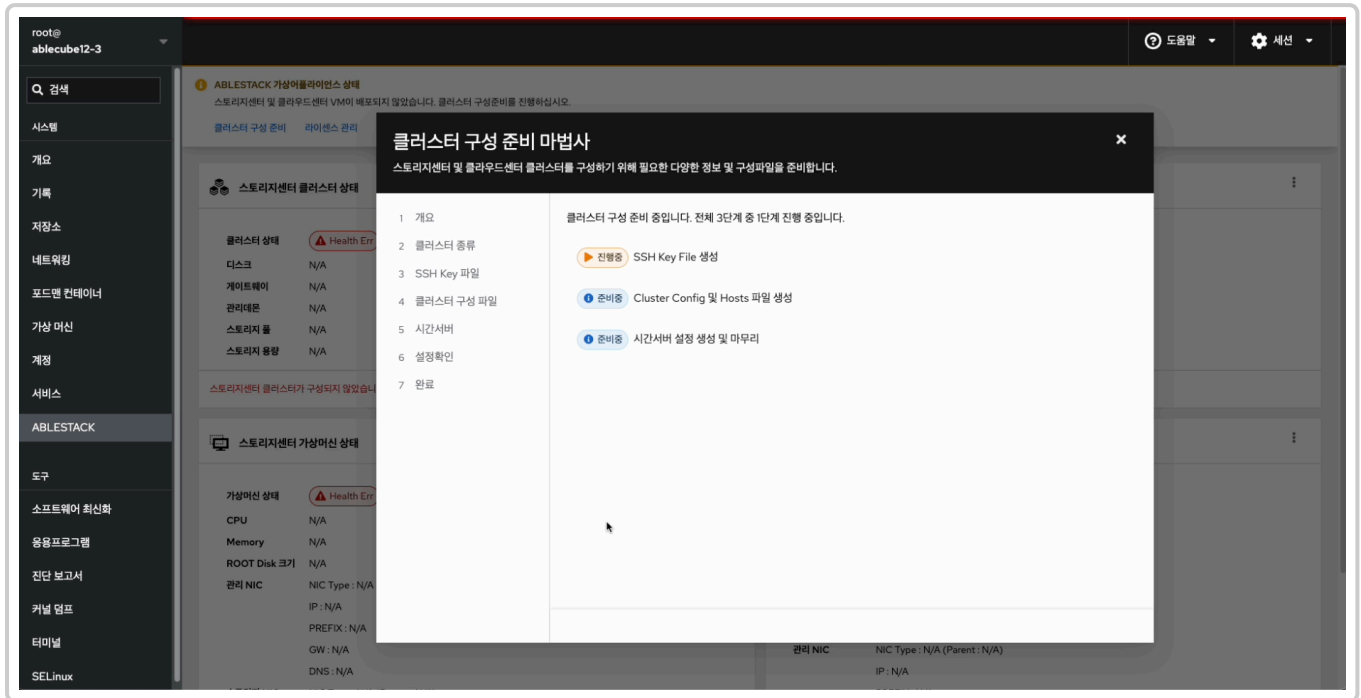 root@
ablecube12-3
도움말
세션
검색
시스템
개요
기록
저장소
네트워킹
포드맨 컨테이너
가상 머신
계정
서비스
ABLESTACK
도구
소프트웨어 최신화
응용프로그램
진단 보고서
커널 덤프
터미널
SELinux
ABLESTACK 가상어플라이언스 상태
스토리지센터 및 클라우드센터 VM이 배포되지 않았습니다. 클러스터 구성준비를 진행하십시오.
클러스터 구성 준비 라이센스 관리
스토리지센터 클러스터 상태
클러스터 상태 Health Err
디스크 N/A
게이트웨이 N/A
관리데몬 N/A
스토리지 풀 N/A
스토리지 용량 N/A
스토리지센터 클러스터가 구성되지 않았습니
스토리지센터 가상머신 상태
가상머신 상태 Health Err
CPU N/A
Memory N/A
ROOT Disk 크기 N/A
관리 NIC NIC Type : N/A
IP : N/A
PREFIX : N/A
GW : N/A
DNS : N/A
관리 NIC NIC Type : N/A (Parent : N/A)
IP : N/A
클러스터 구성 준비 마법사
스토리지센터 및 클라우드센터 클러스터를 구성하기 위해 필요한 다양한 정보 및 구성파일을 준비합니다.
1 개요
2 클러스터 종류
3 SSH Key 파일
4 클러스터 구성 파일
5 시간서버
6 설정확인
7 완료
클러스터 구성 준비 중입니다. 전체 3단계 중 1단계 진행 중입니다.
진행중 SSH Key File 생성
준비중 Cluster Config 및 Hosts 파일 생성
준비중 시간서버 설정 생성 및 마무리